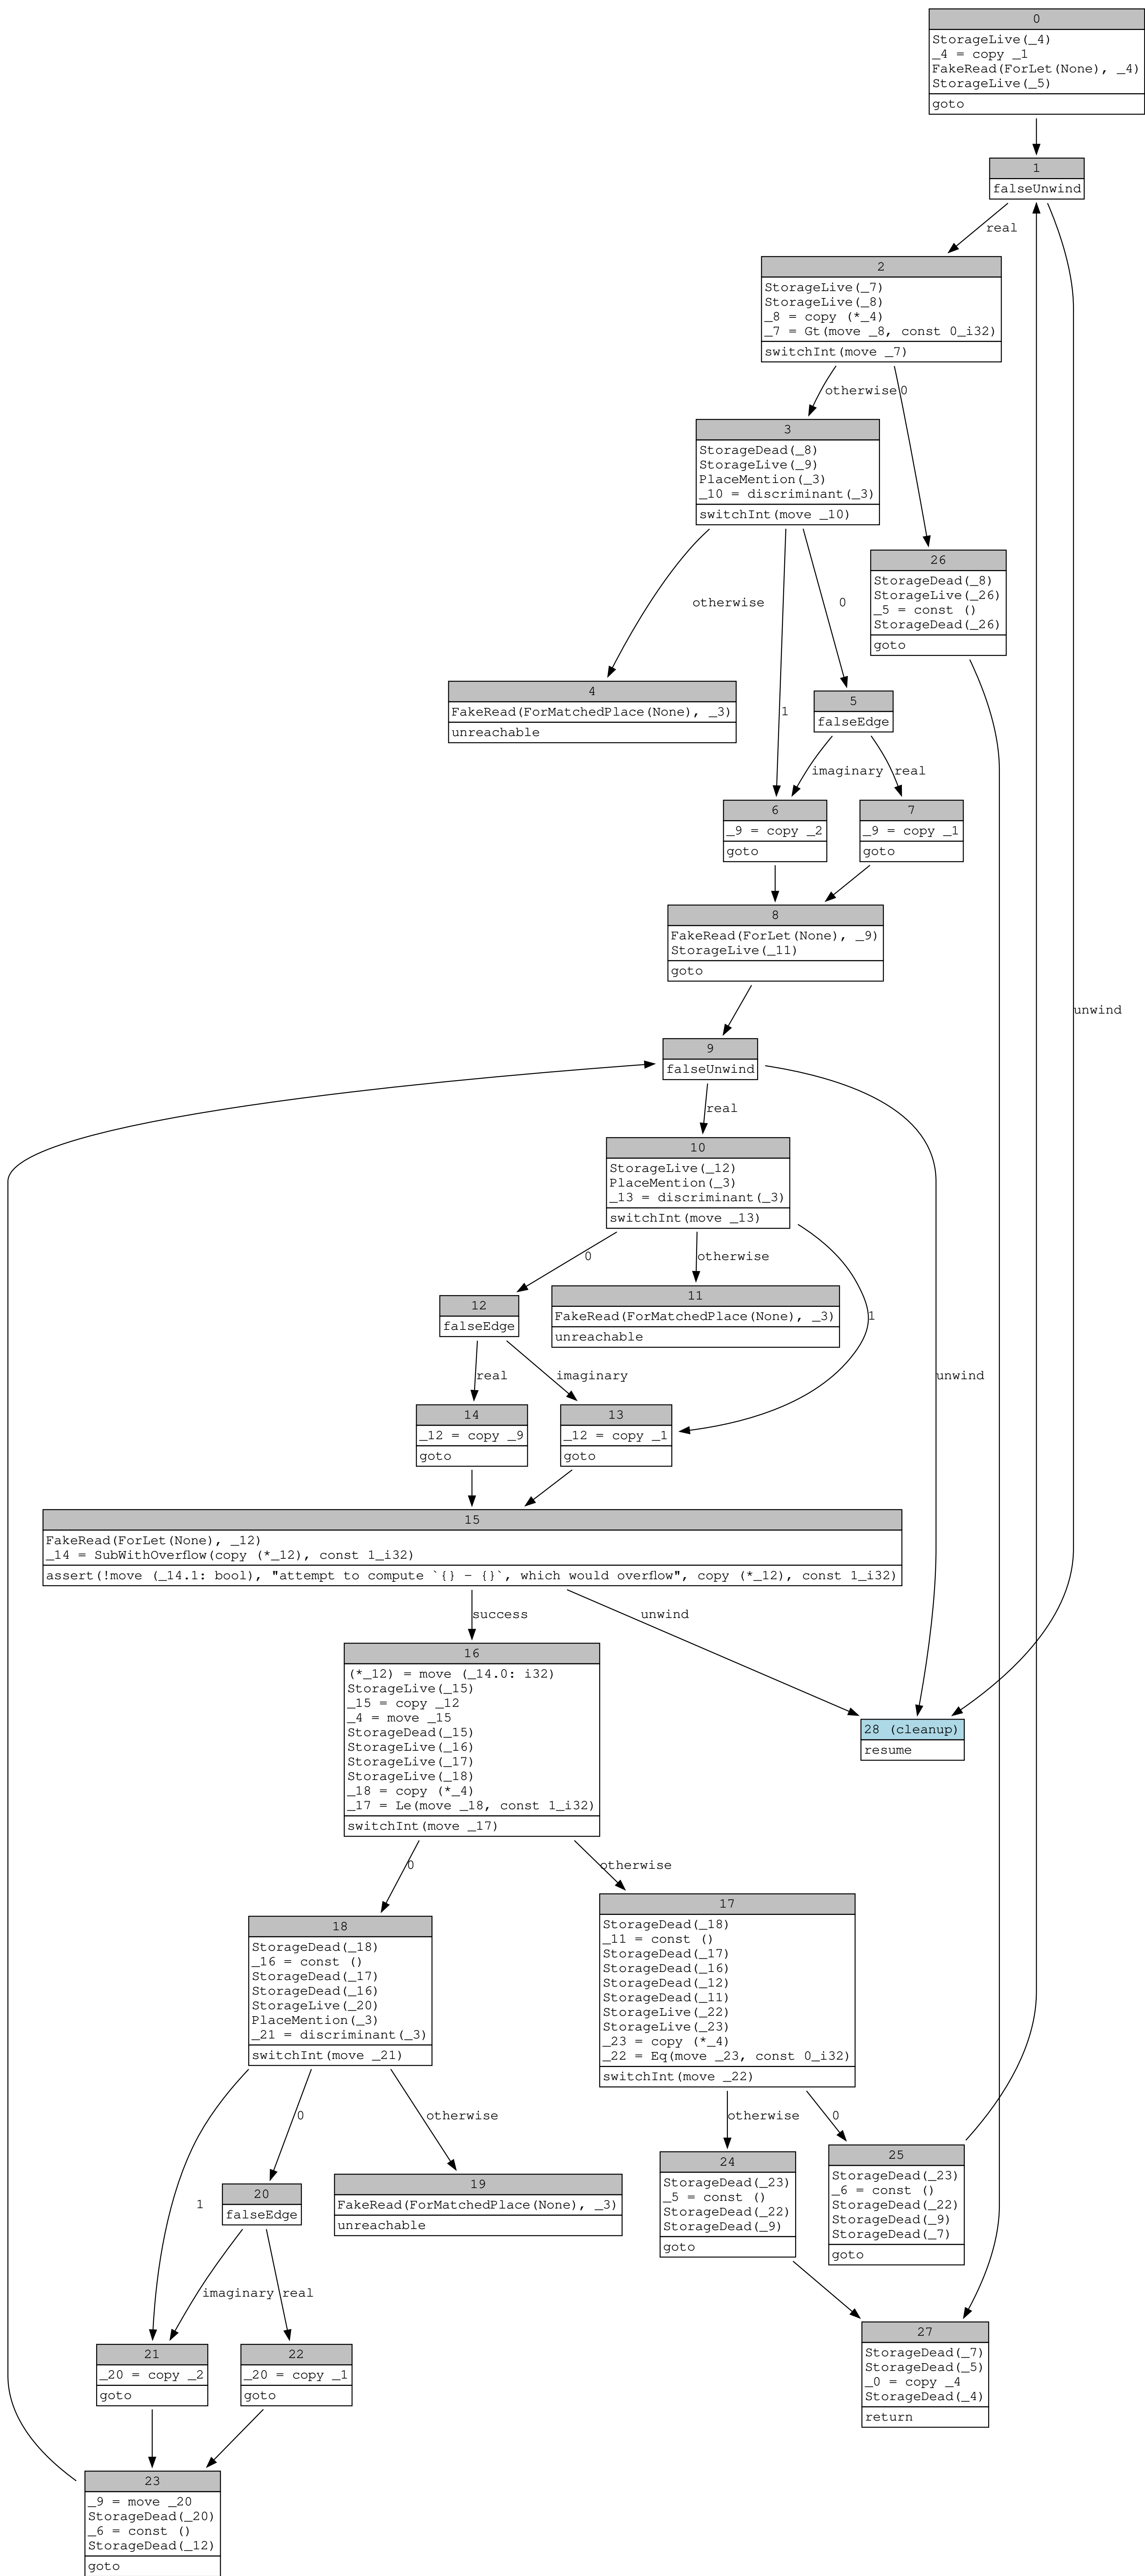 0
StorageLive(_4)
_4 = copy _1
FakeRead(ForLet(None), _4)
StorageLive(_5)
goto
1
falseUnwind
real
2
StorageLive(_7)
StorageLive(_8)
_8 = copy (*_4)
_7 = Gt(move _8, const 0_i32)
switchInt(move _7)
otherwise
0
3
StorageDead(_8)
StorageLive(_9)
PlaceMention(_3)
_10 = discriminant(_3)
switchInt(move _10)
26
StorageDead(_8)
StorageLive(_26)
_5 = const ()
StorageDead(_26)
goto
otherwise
0
1
4
FakeRead(ForMatchedPlace(None), _3)
unreachable
5
falseEdge
imaginary
real
6
_9 = copy _2
goto
7
_9 = copy _1
goto
8
FakeRead(ForLet(None), _9)
StorageLive(_11)
goto
unwind
9
falseUnwind
real
10
StorageLive(_12)
PlaceMention(_3)
_13 = discriminant(_3)
switchInt(move _13)
0
otherwise
1
12
falseEdge
11
FakeRead(ForMatchedPlace(None), _3)
unreachable
real
imaginary
unwind
14
_12 = copy _9
goto
13
_12 = copy _1
goto
15
FakeRead(ForLet(None), _12)
_14 = SubWithOverflow(copy (*_12), const 1_i32)
assert(!move (_14.1: bool), "attempt to compute `{} - {}`, which would overflow", copy (*_12), const 1_i32)
success
unwind
16
(*_12) = move (_14.0: i32)
StorageLive(_15)
_15 = copy _12
_4 = move _15
StorageDead(_15)
StorageLive(_16)
StorageLive(_17)
StorageLive(_18)
_18 = copy (*_4)
_17 = Le(move _18, const 1_i32)
switchInt(move _17)
28 (cleanup)
resume
0
otherwise
18
StorageDead(_18)
_16 = const ()
StorageDead(_17)
StorageDead(_16)
StorageLive(_20)
PlaceMention(_3)
_21 = discriminant(_3)
switchInt(move _21)
17
StorageDead(_18)
_11 = const ()
StorageDead(_17)
StorageDead(_16)
StorageDead(_12)
StorageDead(_11)
StorageLive(_22)
StorageLive(_23)
_23 = copy (*_4)
_22 = Eq(move _23, const 0_i32)
switchInt(move _22)
1
0
otherwise
otherwise
0
20
falseEdge
19
FakeRead(ForMatchedPlace(None), _3)
unreachable
24
StorageDead(_23)
_5 = const ()
StorageDead(_22)
StorageDead(_9)
goto
25
StorageDead(_23)
_6 = const ()
StorageDead(_22)
StorageDead(_9)
StorageDead(_7)
goto
imaginary
real
21
_20 = copy _2
goto
22
_20 = copy _1
goto
27
StorageDead(_7)
StorageDead(_5)
_0 = copy _4
StorageDead(_4)
return
23
_9 = move _20
StorageDead(_20)
_6 = const ()
StorageDead(_12)
goto